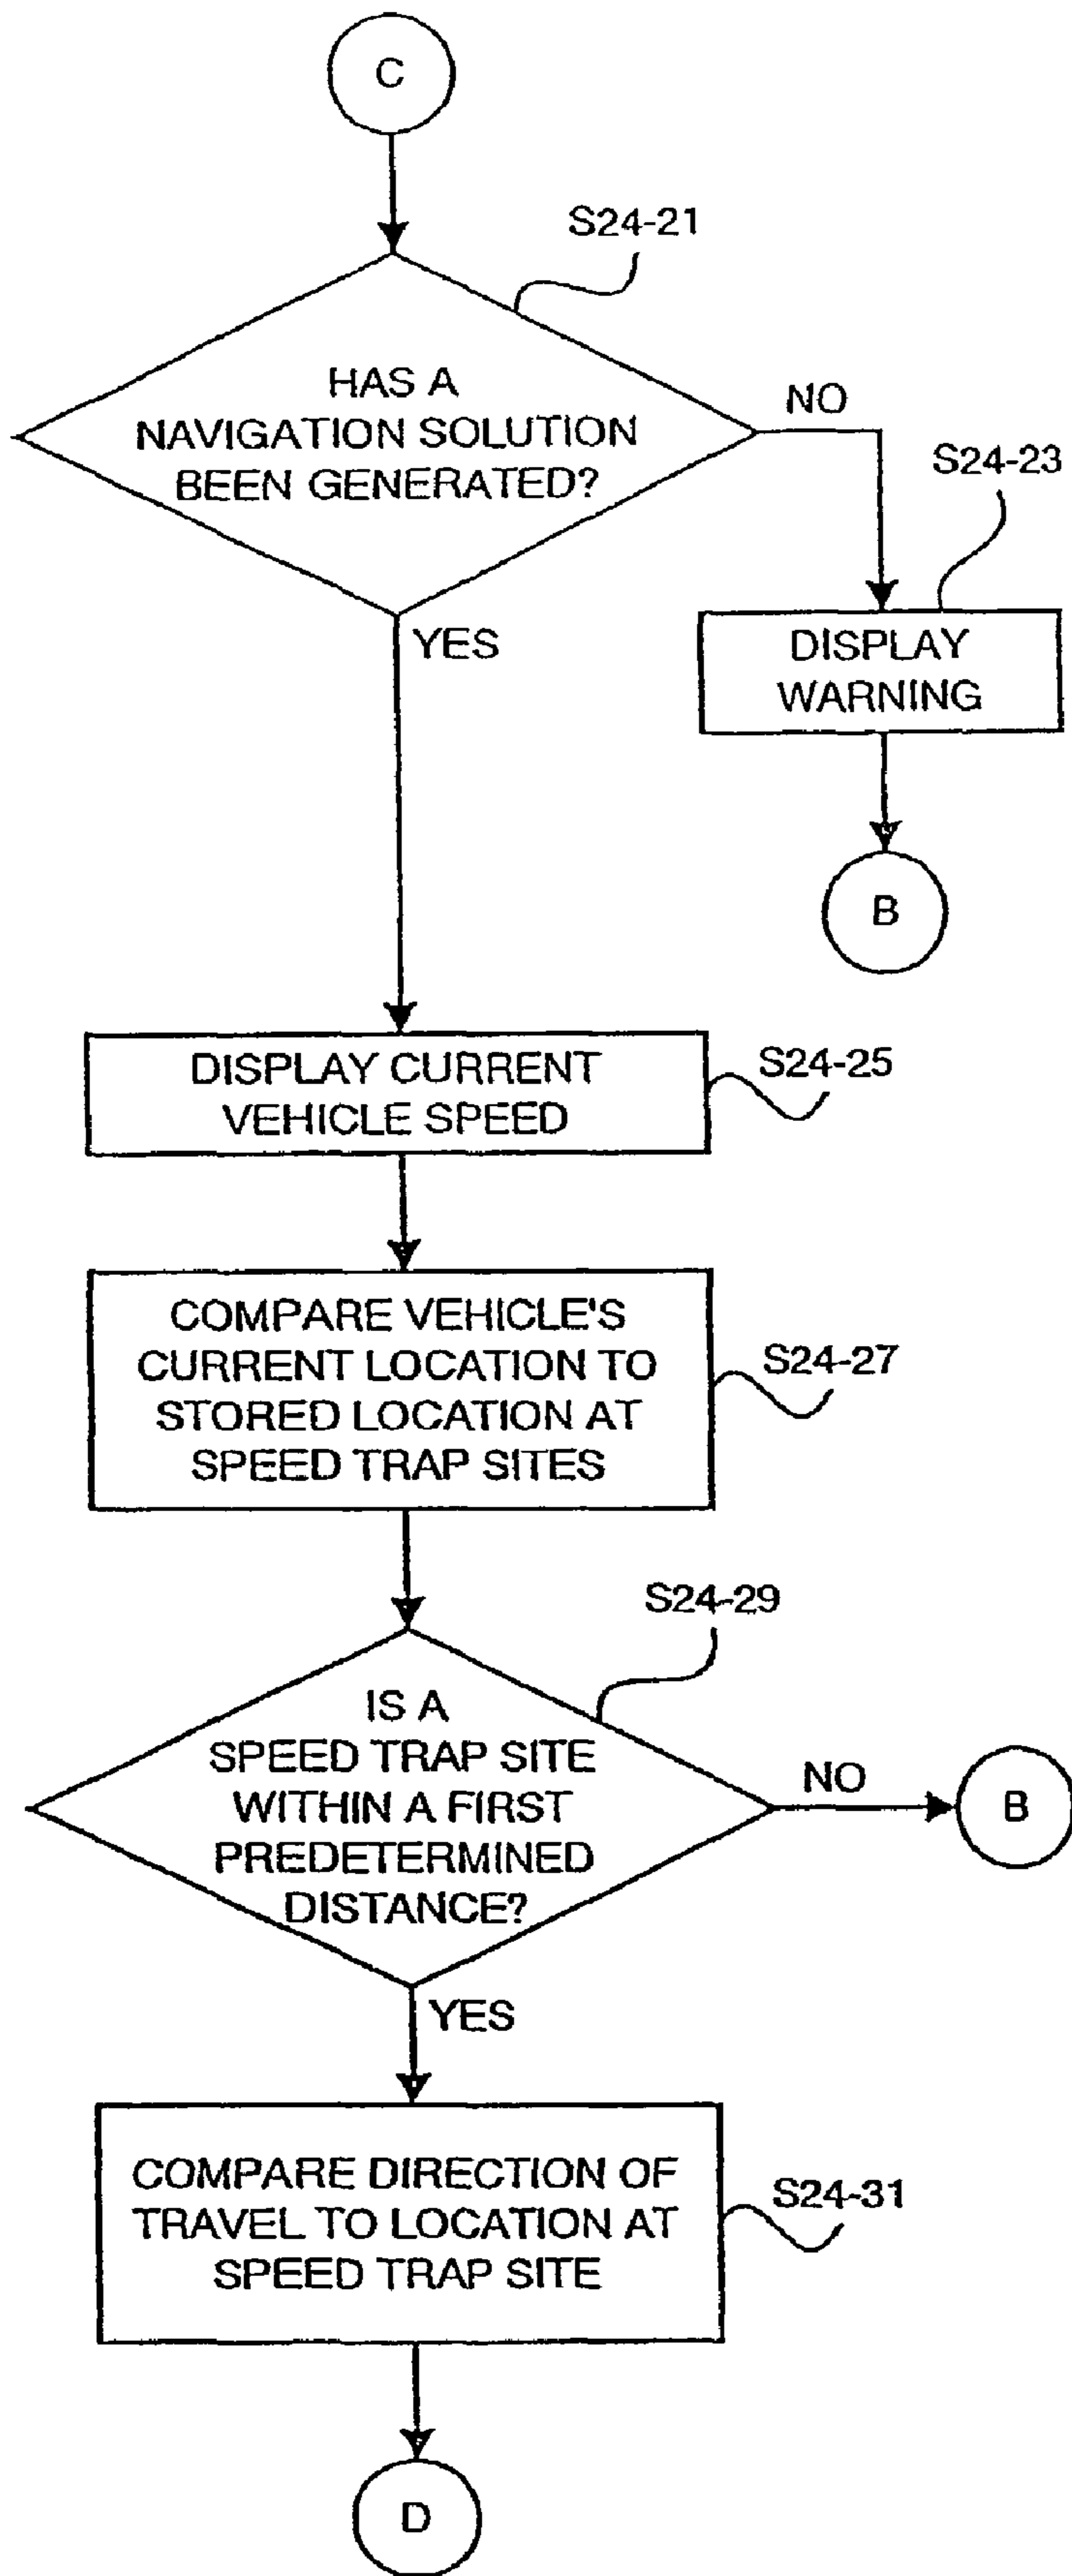 C
S24-21
HAS A
NAVIGATION SOLUTION
BEEN GENERATED?
NO
S24-23
YES
DISPLAY
WARNING
B
DISPLAY CURRENT
VEHICLE SPEED
S24-25
COMPARE VEHICLE'S
CURRENT LOCATION TO
STORED LOCATION AT
SPEED TRAP SITES
S24-27
S24-29
IS A
SPEED TRAP SITE
WITHIN A FIRST
PREDETERMINED
DISTANCE?
NO
B
YES
COMPARE DIRECTION OF
TRAVEL TO LOCATION AT
SPEED TRAP SITE
S24-31
D